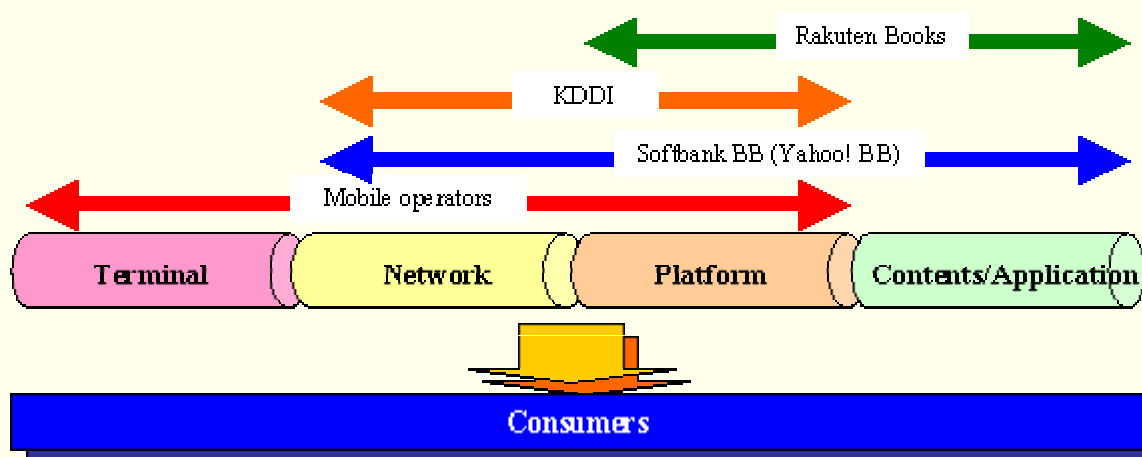 Rakuten Books
KDDI
Softbank BB (Yahoo! BB)
Mobile operators
Terminal
Network
Platform
Contents/Application
Consumers